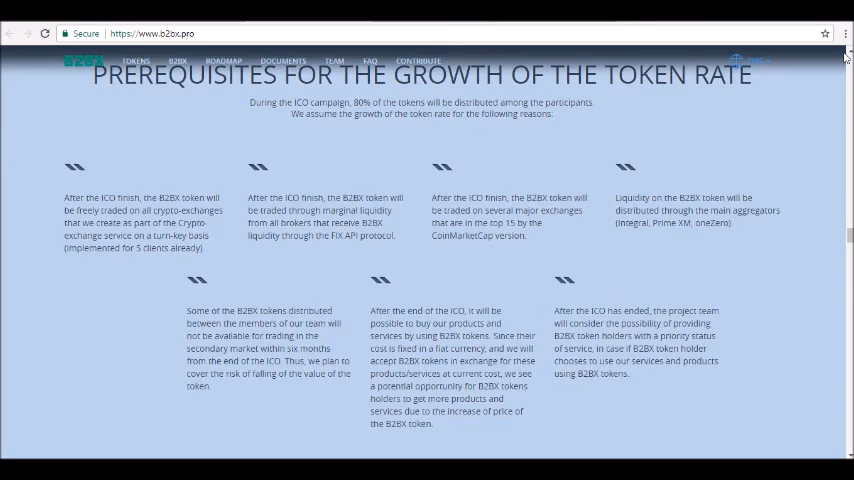 Secure https://www.b2bx.pro
B2BX TOKENS B2BX ROADMAP DOCUMENTS TEAM FAQ CONTRIBUTE ENG
PREREQUISITES FOR THE GROWTH OF THE TOKEN RATE
During the ICO campaign, 80% of the tokens will be distributed among the participants.
We assume the growth of the token rate for the following reasons:
After the ICO finish, the B2BX token will
be freely traded on all crypto-exchanges
that we create as part of the Crypto-
exchange service on a turn-key basis
(implemented for 5 clients already).
After the ICO finish, the B2BX token will
be traded through marginal liquidity
from all brokers that receive B2BX
liquidity through the FIX API protocol.
After the ICO finish, the B2BX token will
be traded on several major exchanges
that are in the top 15 by the
CoinMarketCap version.
Liquidity on the B2BX token will be
distributed through the main aggregators
(Integral, Prime XM, oneZero).
Some of the B2BX tokens distributed
between the members of our team will
not be available for trading in the
secondary market within six months
from the end of the ICO. Thus, we plan to
cover the risk of falling of the value of the
token.
After the end of the ICO, it will be
possible to buy our products and
services by using B2BX tokens. Since their
cost is fixed in a fiat currency, and we will
accept B2BX tokens in exchange for these
products/services at current cost, we see
a potential opportunity for B2BX tokens
holders to get more products and
services due to the increase of price of
the B2BX token.
After the ICO has ended, the project team
will consider the possibility of providing
B2BX token holders with a priority status
of service, in case if B2BX token holder
chooses to use our services and products
using B2BX tokens.